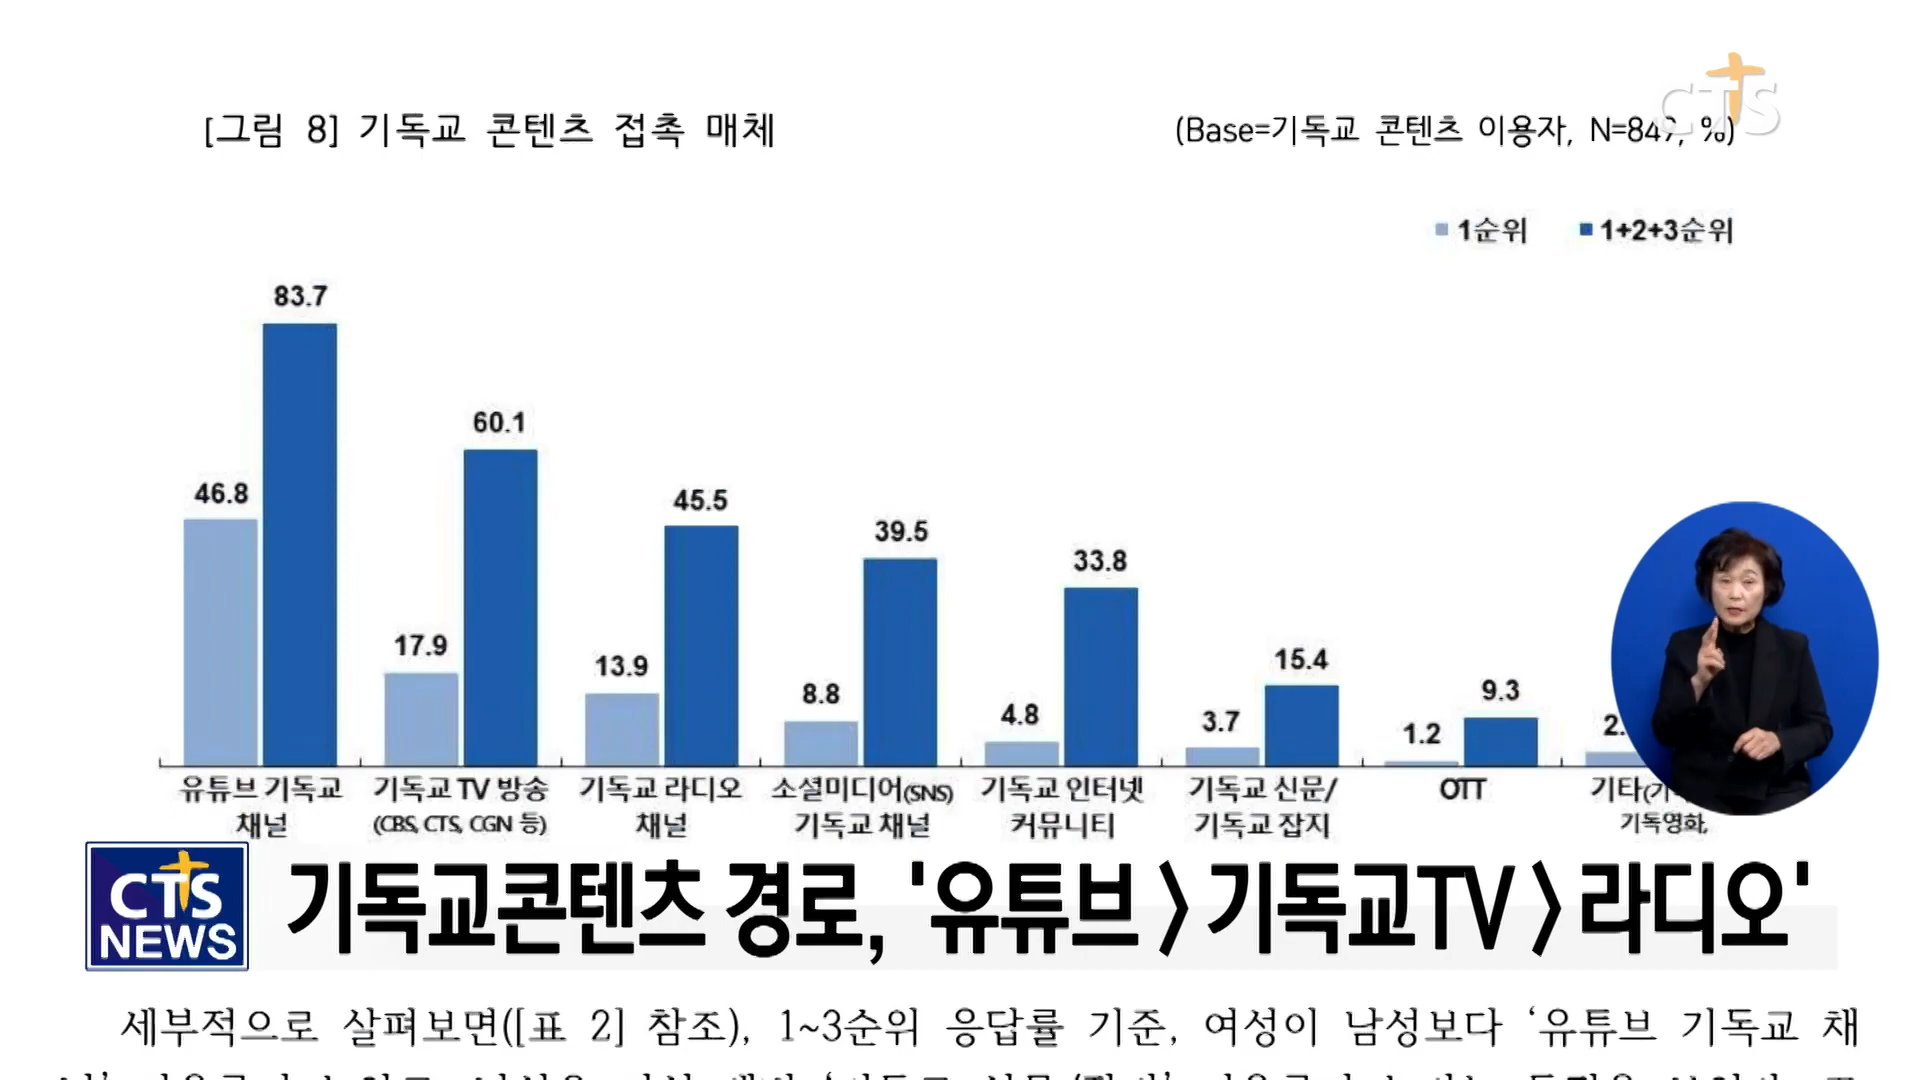 CTS
[그림 8] 기독교 콘텐츠 접촉 매체
(Base=기독교 콘텐츠 이용자, %)
1순위 1+2+3순위
83.7
60.1
46.8
45.5
39.5
33.8
17.9
13.9
15.4
8.8
9.3
4.8
3.7
1.2
유튜브 기독교 채널
기독교 TV 방송 (CBS, CTS, CGN 등)
기독교 라디오 채널
소셜미디어(SNS) 기독교 채널
기독교 인터넷 커뮤니티
기독교 신문/ 기독교 잡지
OTT
기타
기독영화,
CTS NEWS
기독교콘텐츠 경로, '유튜브 > 기독교TV > 라디오'
세부적으로 살펴보면([표 2] 참조), 1~3순위 응답률 기준, 여성이 남성보다 ‘유튜브 기독교 채